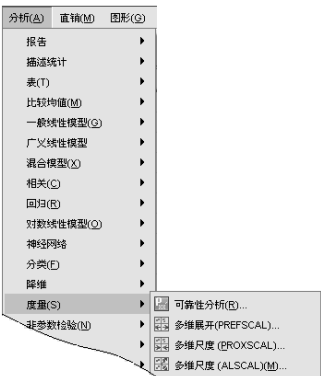 分析(A) 直销(M) 图形(G)
报告
描述统计
表(T)
比较均值(M)
一般线性模型(G)
广义线性模型
混合模型(X)
相关(C)
回归(R)
对数线性模型(O)
神经网络
分类(F)
降维
度量(S)
非参数检验(N)
可靠性分析(R)...
多维展开(PREFSCAL)...
多维尺度 (PROXSCAL)...
多维尺度 (ALSCAL)(M)...